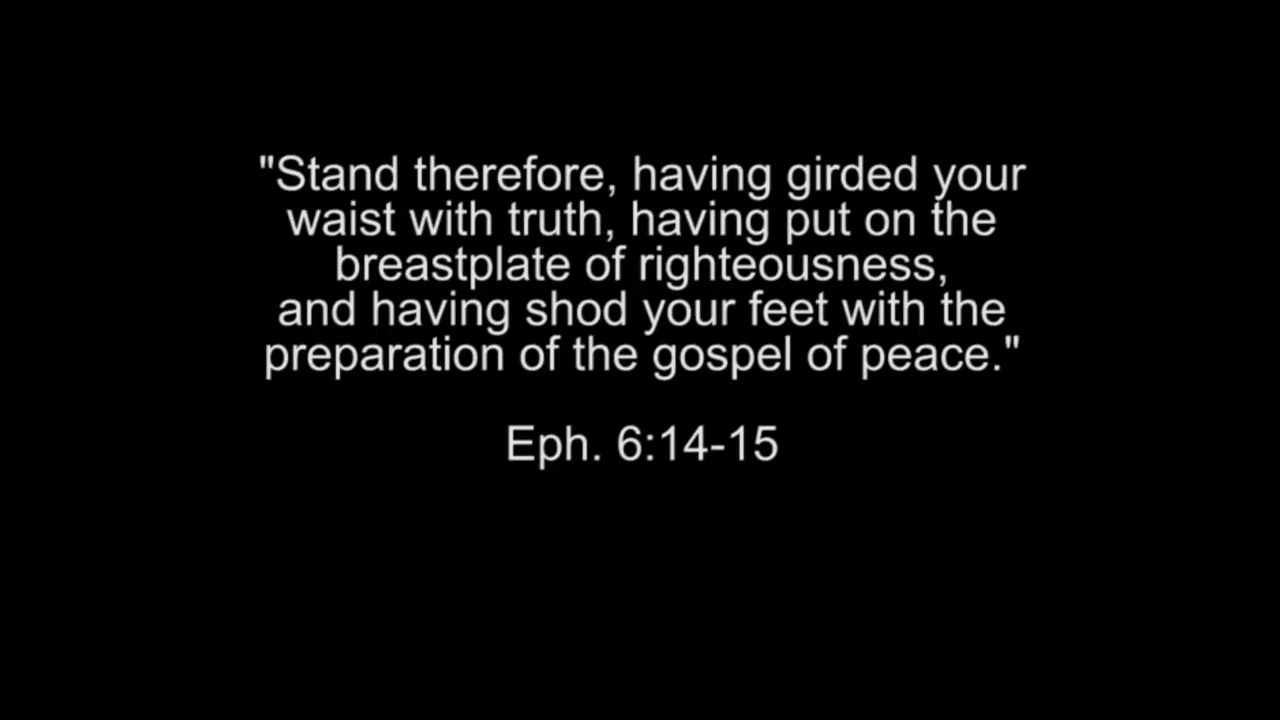 "Stand therefore, having girded your
waist with truth, having put on the
breastplate of righteousness,
and having shod your feet with the
preparation of the gospel of peace."
Eph. 6:14-15